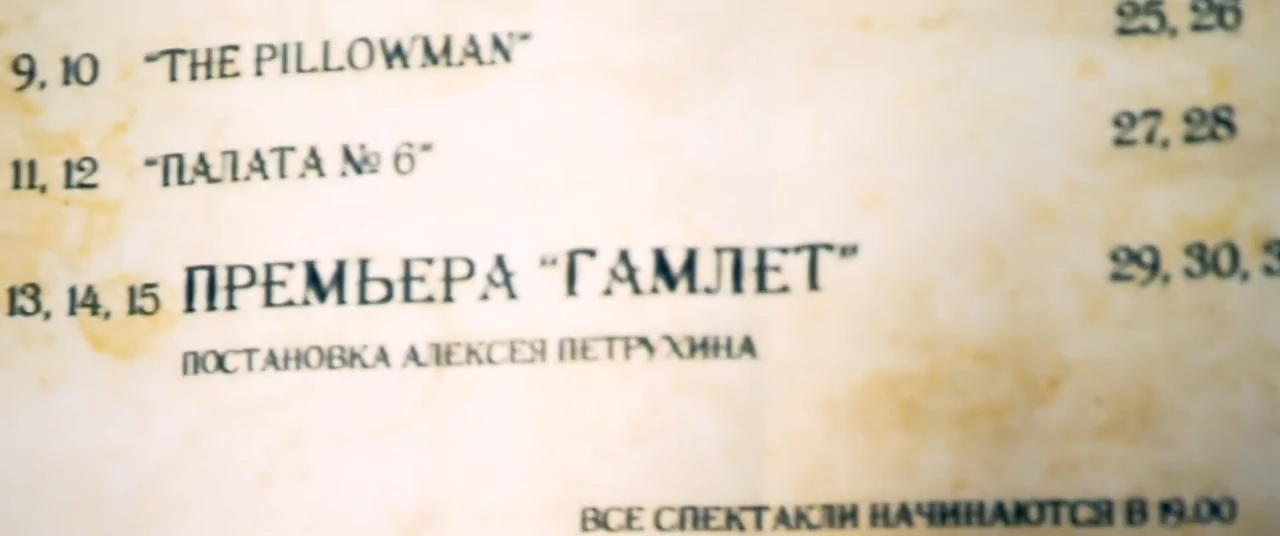 25, 26
9, 10 "THE PILLOWMAN"
27, 28
11, 12 "ПАЛАТА № 6"
13, 14, 15 ПРЕМЬЕРА "ГАМЛЕТ"
29, 30, 3
ПОСТАНОВКА АЛЕКСЕЯ ПЕТРУХИНА
ВСЕ СПЕКТАКЛИ НАЧИНАЮТСЯ В 19.00